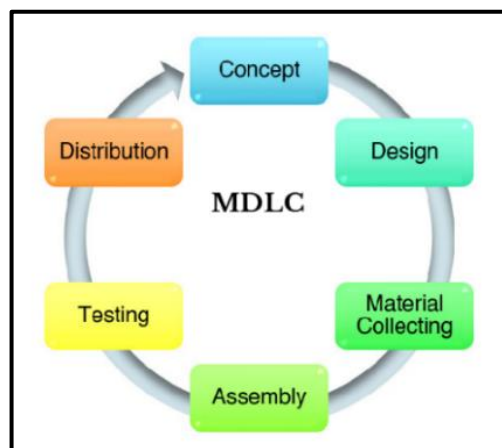 Concept
Distribution
Design
MDLC
Testing
Material
Collecting
Assembly